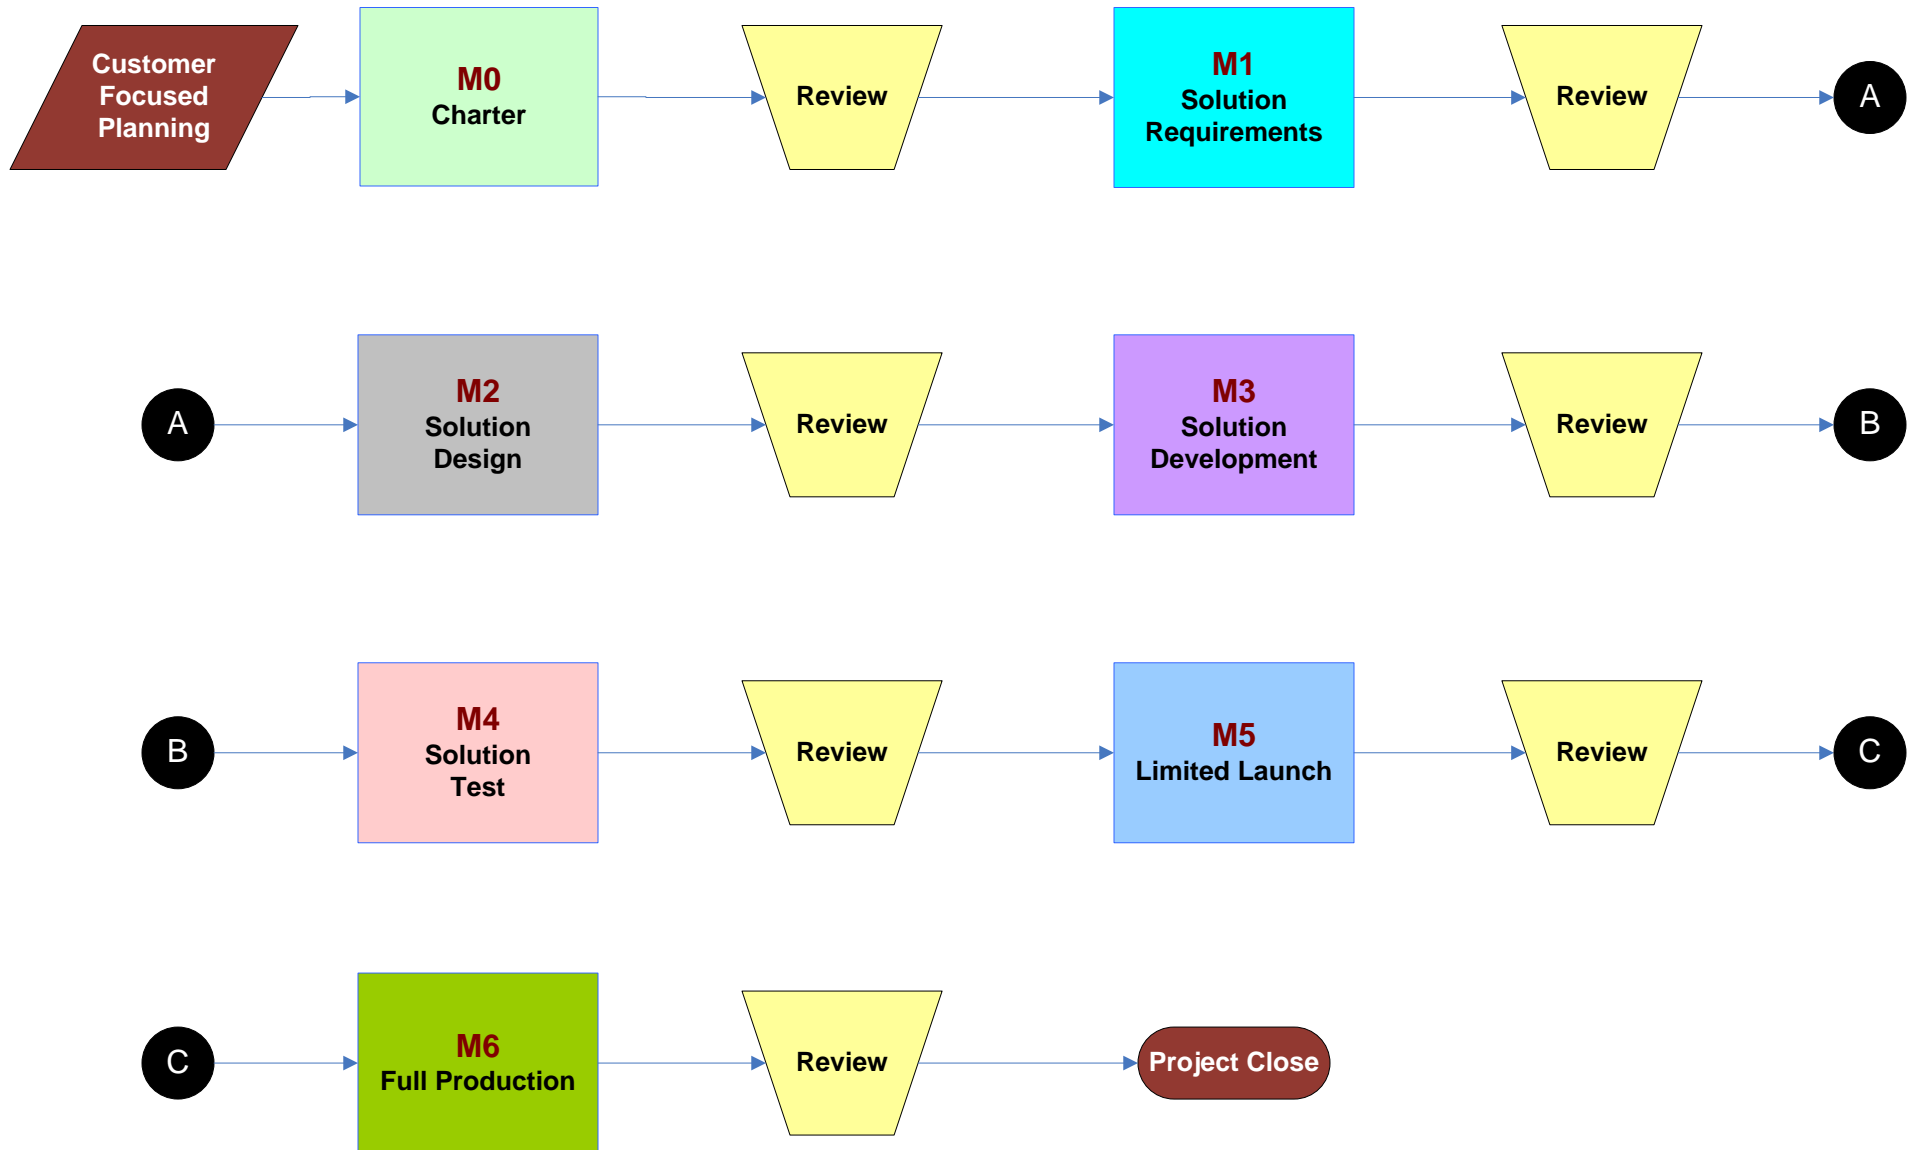 Customer
Focused
Planning
M0
Charter
Review
M1
Solution
Requirements
Review
A
A
M2
Solution
Design
Review
M3
Solution
Development
Review
B
B
M4
Solution
Test
Review
M5
Limited Launch
Review
C
C
M6
Full Production
Review
Project Close